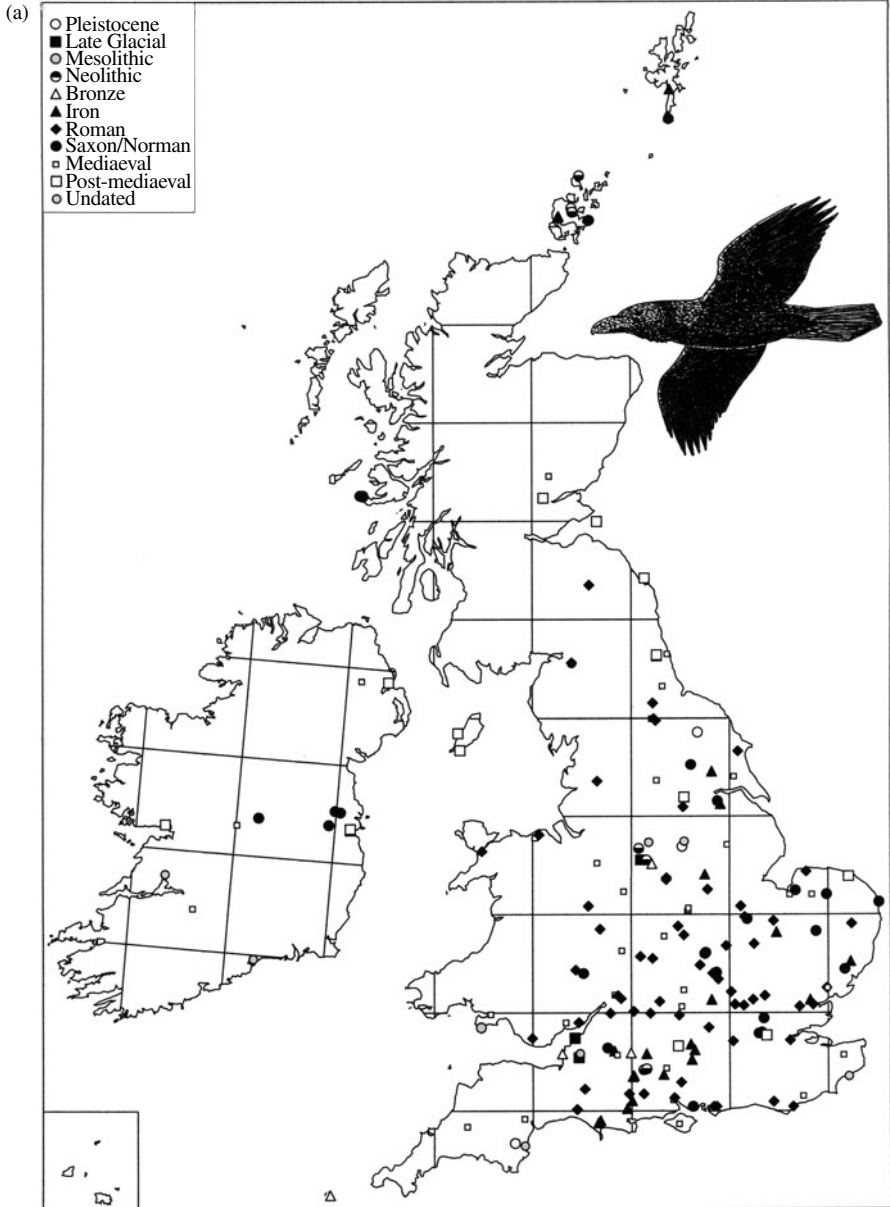 (a)
Pleistocene
Late Glacial
Mesolithic
Neolithic
Bronze
Iron
Roman
Saxon/Norman
Mediaeval
Post-mediaeval
Undated